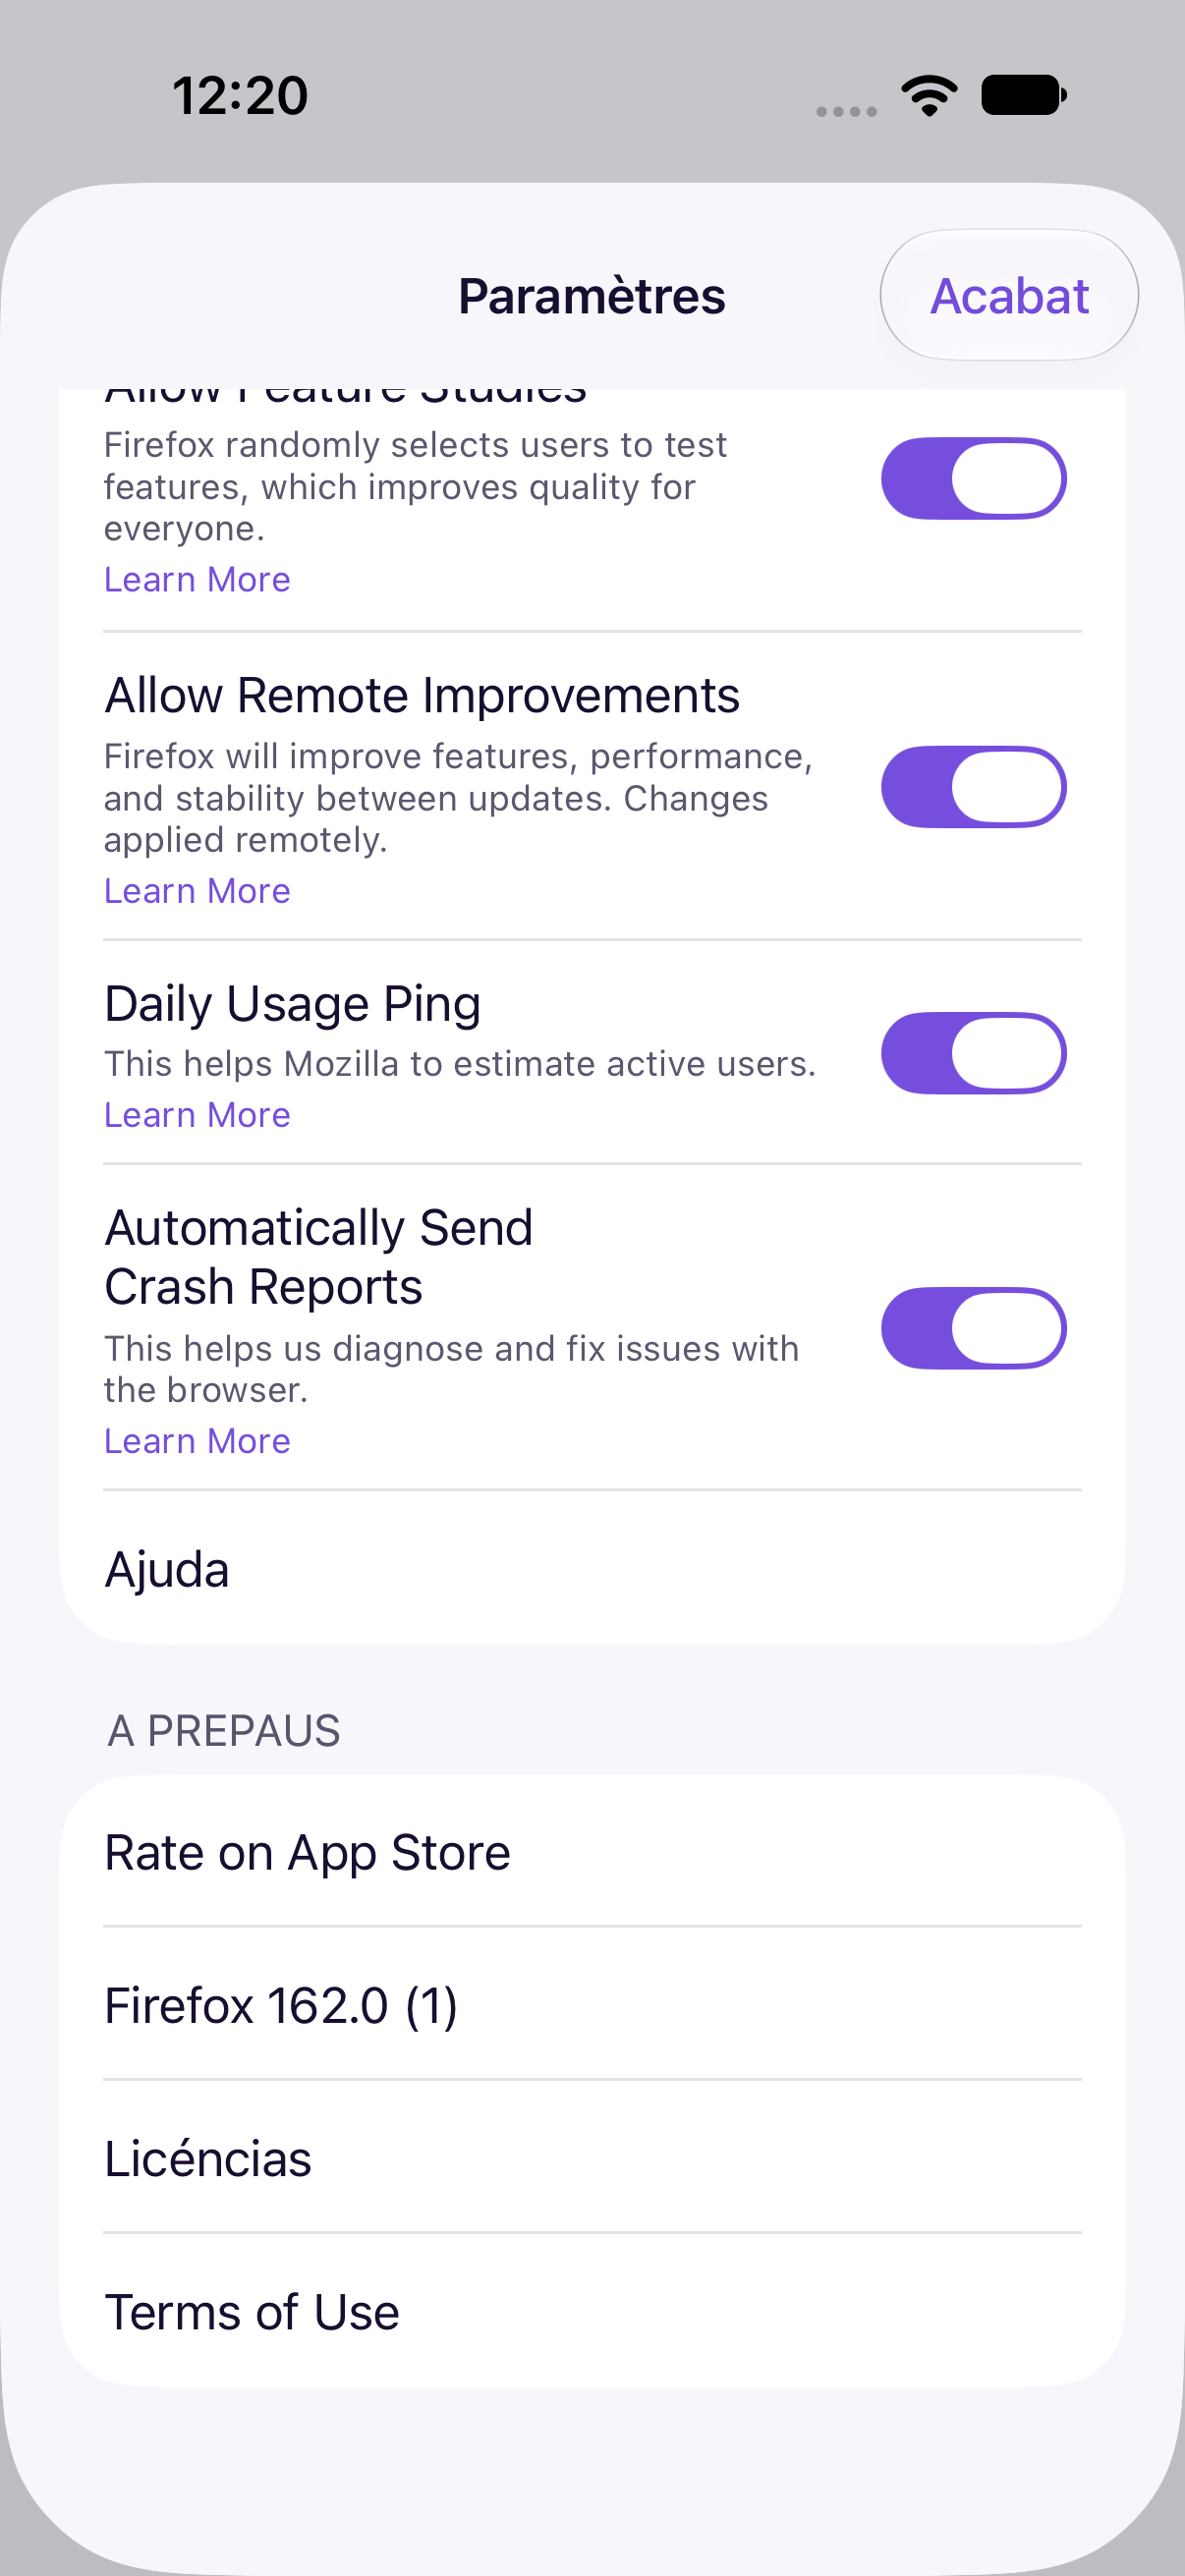 12:20
Paramètres
Acabat
Allow Feature Studies
Firefox randomly selects users to test
features, which improves quality for
everyone.
Learn More
Allow Remote Improvements
Firefox will improve features, performance,
and stability between updates. Changes
applied remotely.
Learn More
Daily Usage Ping
This helps Mozilla to estimate active users.
Learn More
Automatically Send
Crash Reports
This helps us diagnose and fix issues with
the browser.
Learn More
Ajuda
A PREPAUS
Rate on App Store
Firefox 162.0 (1)
Licéncias
Terms of Use